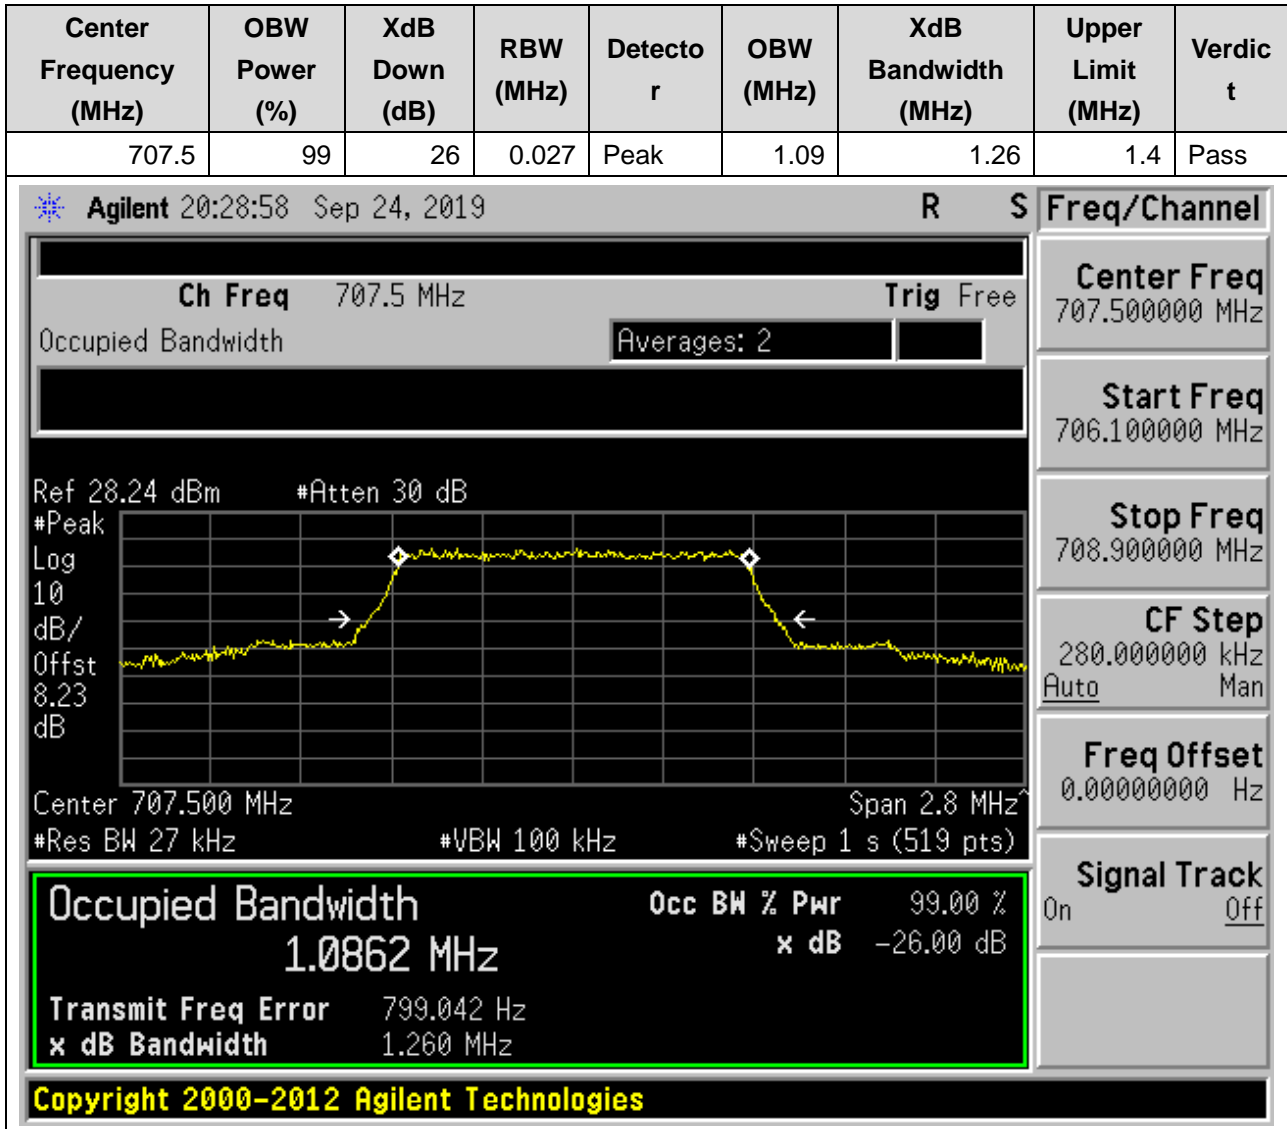 Center Frequency (MHz) OBW Power (%) XdB Down (dB) RBW (MHz) Detecto r OBW (MHz) XdB Bandwidth (MHz) Upper Limit (MHz) Verdic t
707.5 99 26 0.027 Peak 1.09 1.26 1.4 Pass
Agilent 20:28:58 Sep 24, 2019 R S
Ch Freq 707.5 MHz Trig Free
Occupied Bandwidth Averages: 2
Ref 28.24 dBm #Atten 30 dB
#Peak
Log
10
dB/
Offst
8.23
dB
Center 707.500 MHz Span 2.8 MHz^
#Res BW 27 kHz #VBW 100 kHz #Sweep 1 s (519 pts)
Occupied Bandwidth Occ BW % Pwr 99.00 %
1.0862 MHz x dB -26.00 dB
Transmit Freq Error 799.042 Hz
x dB Bandwidth 1.260 MHz
Copyright 2000-2012 Agilent Technologies
Freq/Channel
Center Freq
707.500000 MHz
Start Freq
706.100000 MHz
Stop Freq
708.900000 MHz
CF Step
280.000000 kHz
Auto Man
Freq Offset
0.00000000 Hz
Signal Track
On Off